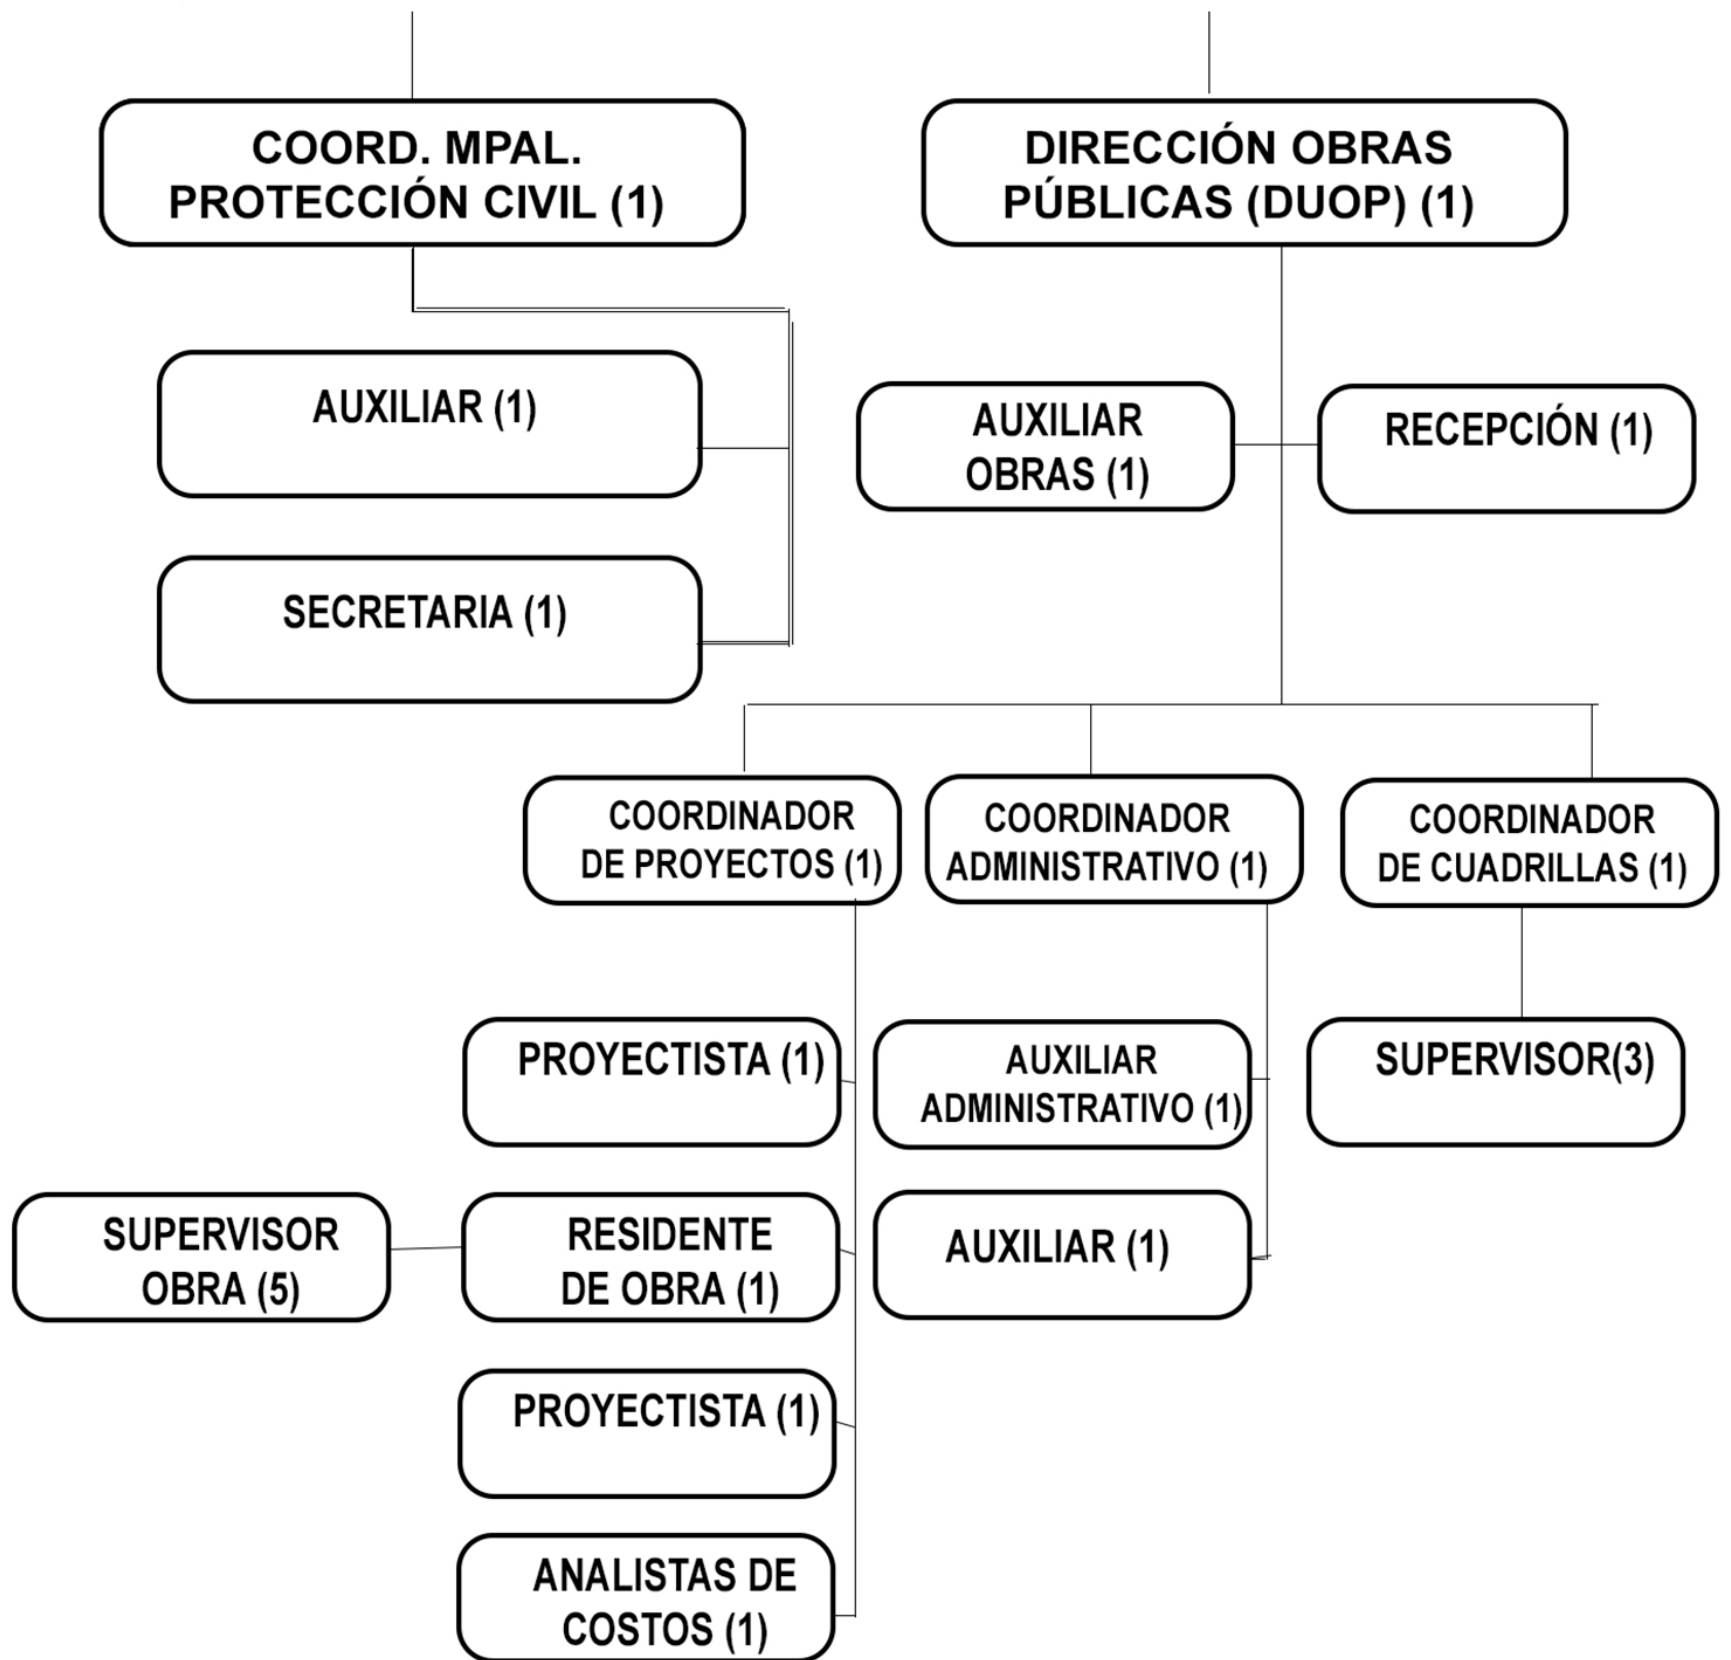 COORD. MPAL.
PROTECCIÓN CIVIL (1)
DIRECCIÓN OBRAS
PÚBLICAS (DUOP) (1)
AUXILIAR (1)
AUXILIAR
OBRAS (1)
RECEPCIÓN (1)
SECRETARIA (1)
COORDINADOR
DE PROYECTOS (1)
COORDINADOR
ADMINISTRATIVO (1)
COORDINADOR
DE CUADRILLAS (1)
PROYECTISTA (1)
AUXILIAR
ADMINISTRATIVO (1)
SUPERVISOR(3)
SUPERVISOR
OBRA (5)
RESIDENTE
DE OBRA (1)
AUXILIAR (1)
PROYECTISTA (1)
ANALISTAS DE
COSTOS (1)